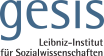 gesis
Leibniz-Institut
für Sozialwissenschaften